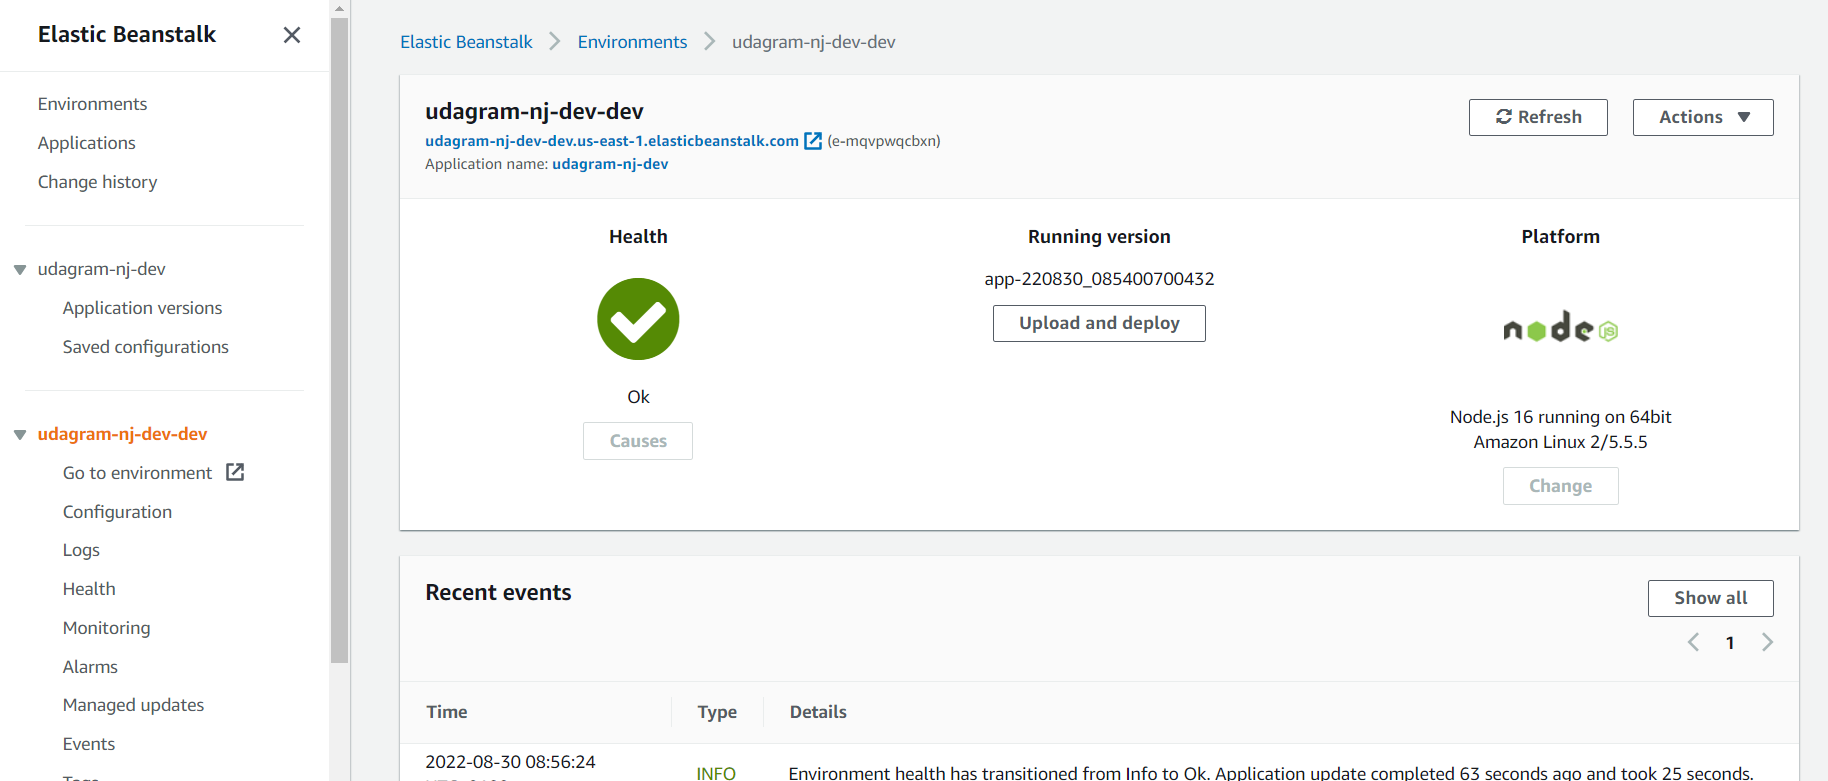 Elastic Beanstalk
Environments
Applications
Change history
udagram-nj-dev
Application versions
Saved configurations
udagram-nj-dev-dev
Go to environment
Configuration
Logs
Health
Monitoring
Alarms
Managed updates
Events
Elastic Beanstalk > Environments > udagram-nj-dev-dev
udagram-nj-dev-dev
udagram-nj-dev-dev.us-east-1.elasticbeanstalk.com (e-mqvpwqcbxn)
Application name: udagram-nj-dev
Refresh
Actions
Health
Ok
Causes
Running version
app-220830_085400700432
Upload and deploy
Platform
node JS
Node.js 16 running on 64bit
Amazon Linux 2/5.5.5
Change
Recent events
Show all
1
Time Type Details
2022-08-30 08:56:24
INFO Environment health has transitioned from Info to Ok. Application update completed 63 seconds ago and took 25 seconds.